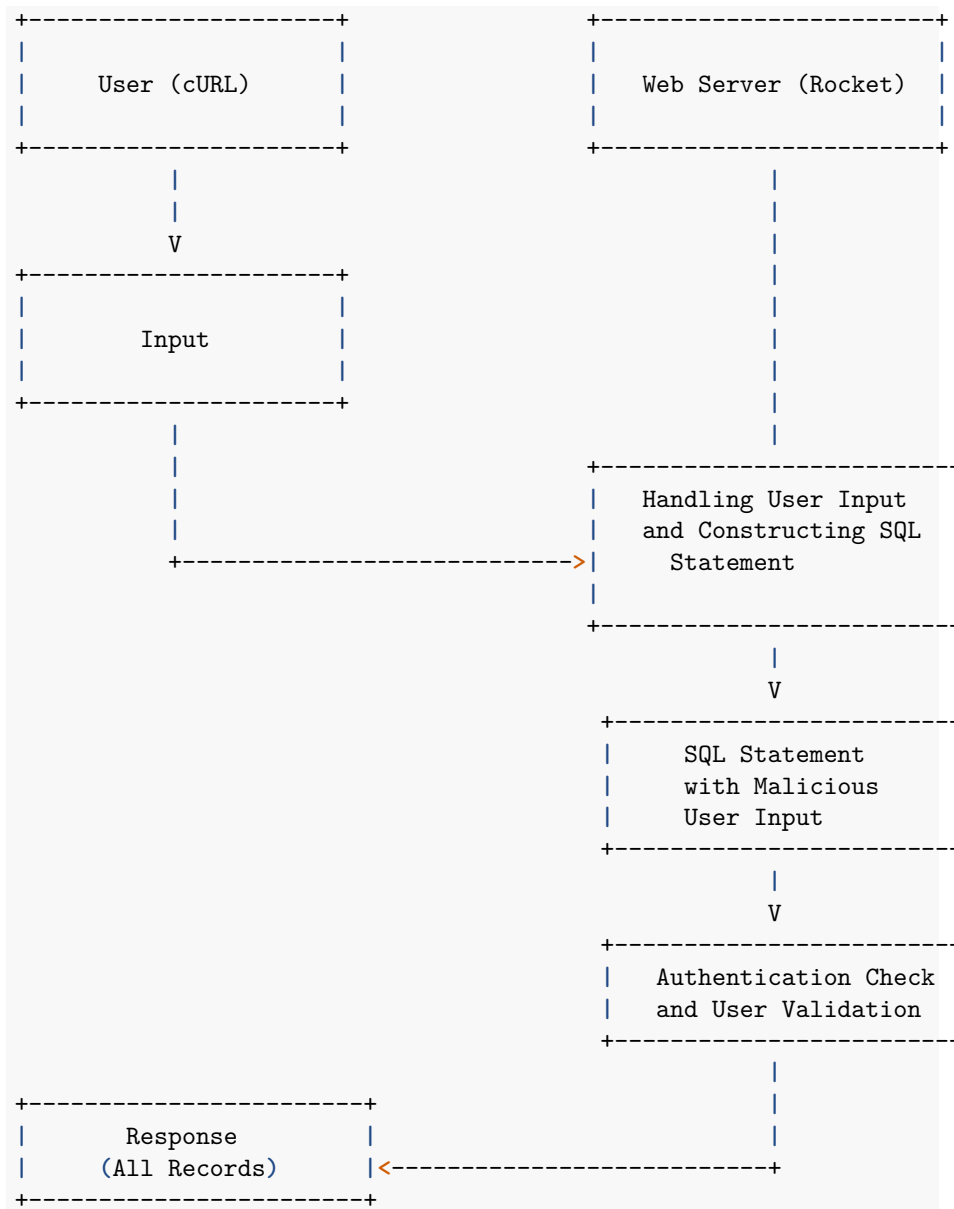 +----------------------+                 +------------------------+
|                      |                 |                        |
|     User (cURL)      |                 |   Web Server (Rocket)  |
|                      |                 |                        |
+----------------------+                 +------------------------+
           |                                          |
           |                                          |
           V                                          |
+----------------------+                              |
|                      |                              |
|        Input         |                              |
|                      |                              |
+----------------------+                              |
           |                                          |
           |                             +--------------------------
           |                             |   Handling User Input
           |                             |   and Constructing SQL
           +---------------------------->|     Statement
                                         |
                                         +--------------------------
                                                      |
                                                      V
                                          +-------------------------
                                          |     SQL Statement
                                          |     with Malicious
                                          |     User Input
                                          +-------------------------
                                                      |
                                                      V
                                          +-------------------------
                                          |   Authentication Check
                                          |   and User Validation
                                          +-------------------------
                                                      |
+------------------------+                            |
|       Response         |                            |
|     (All Records)      |<---------------------------+
+------------------------+